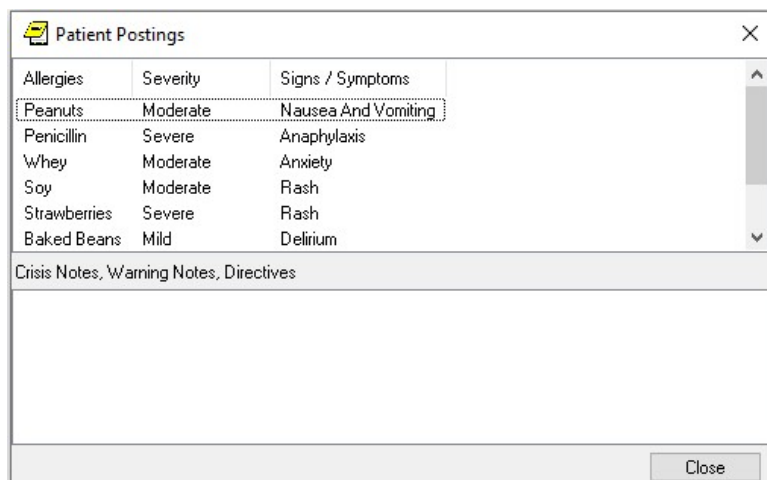 Patient Postings
Allergies Severity Signs / Symptoms
Peanuts Moderate Nausea And Vomiting
Penicillin Severe Anaphylaxis
Whey Moderate Anxiety
Soy Moderate Rash
Strawberries Severe Rash
Baked Beans Mild Delirium
Crisis Notes, Warning Notes, Directives
Close